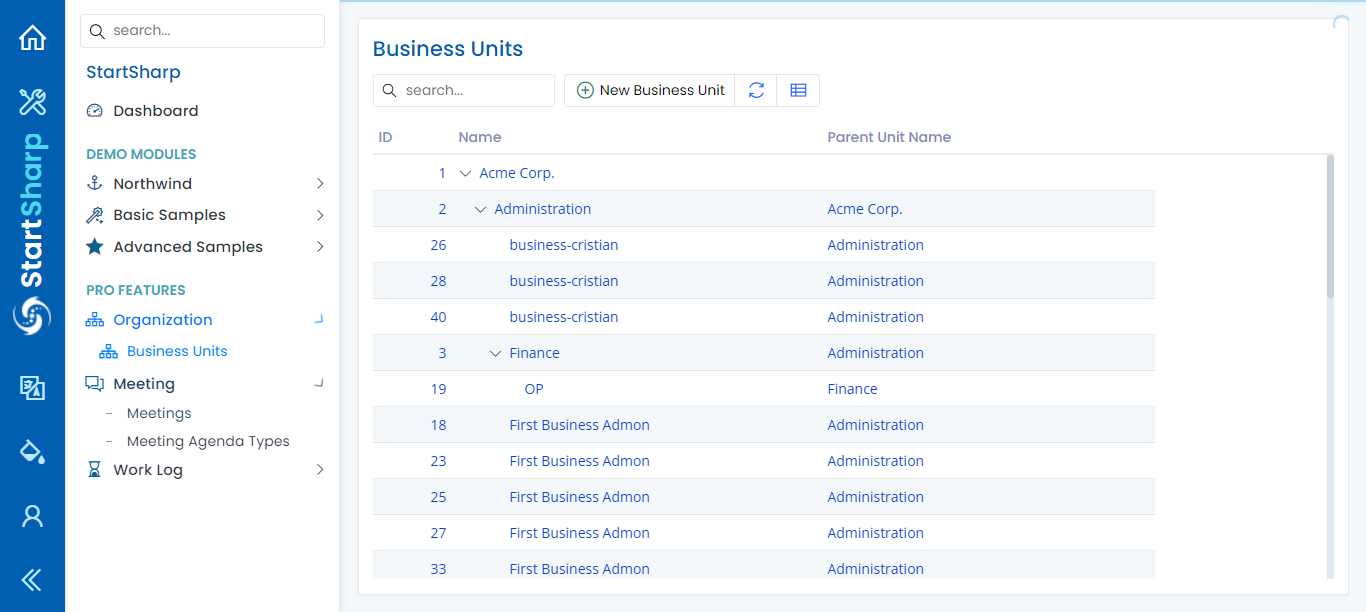 StartSharp
search...
StartSharp
Dashboard
DEMO MODULES
Northwind
Basic Samples
Advanced Samples
PRO FEATURES
Organization
Business Units
Meeting
Meetings
Meeting Agenda Types
Work Log
Business Units
search...
New Business Unit
ID Name Parent Unit Name
1 Acme Corp.
2 Administration Acme Corp.
26 business-cristian Administration
28 business-cristian Administration
40 business-cristian Administration
3 Finance Administration
19 OP Finance
18 First Business Admon Administration
23 First Business Admon Administration
25 First Business Admon Administration
27 First Business Admon Administration
33 First Business Admon Administration